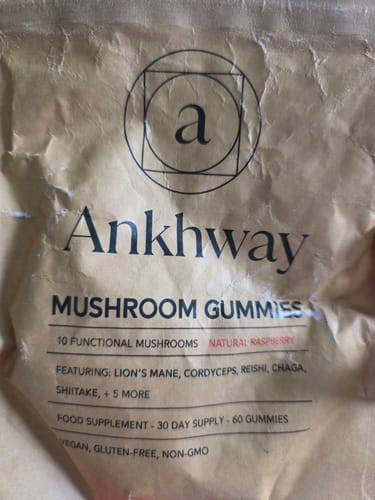 a
Ankhway
MUSHROOM GUMMIES
10 FUNCTIONAL MUSHROOMS NATURAL RASPBERRY
FEATURING: LION'S MANE, CORDYCEPS, REISHI, CHAGA,
SHIITAKE, + 5 MORE
FOOD SUPPLEMENT - 30 DAY SUPPLY - 60 GUMMIES
VEGAN, GLUTEN-FREE, NON-GMO